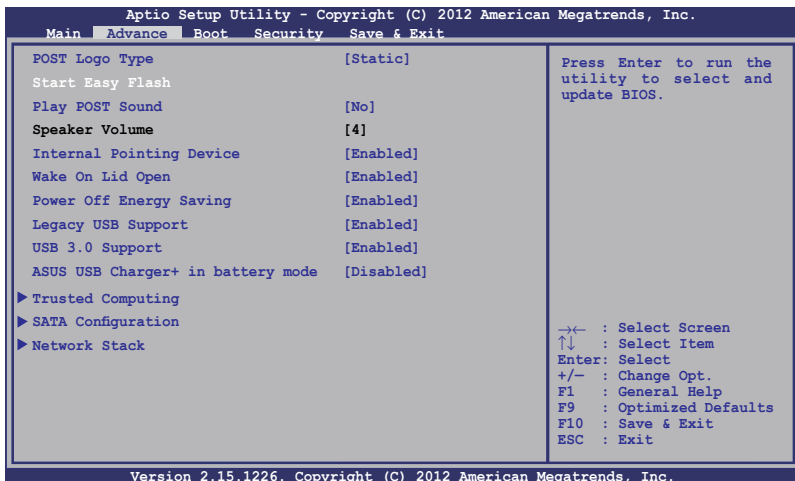 Aptio Setup Utility - Copyright (C) 2012 American Megatrends, Inc.
Main Advance Boot Security Save & Exit
POST Logo Type [Static]
Start Easy Flash
Play POST Sound [No]
Speaker Volume [4]
Internal Pointing Device [Enabled]
Wake On Lid Open [Enabled]
Power Off Energy Saving [Enabled]
Legacy USB Support [Enabled]
USB 3.0 Support [Enabled]
ASUS USB Charger+ in battery mode [Disabled]
Trusted Computing
SATA Configuration
Network Stack
Press Enter to run the
utility to select and
update BIOS.
→← : Select Screen
↑↓ : Select Item
Enter: Select
+/— : Change Opt.
F1 : General Help
F9 : Optimized Defaults
F10 : Save & Exit
ESC : Exit
Version 2.15.1226. Copyright (C) 2012 American Megatrends, Inc.